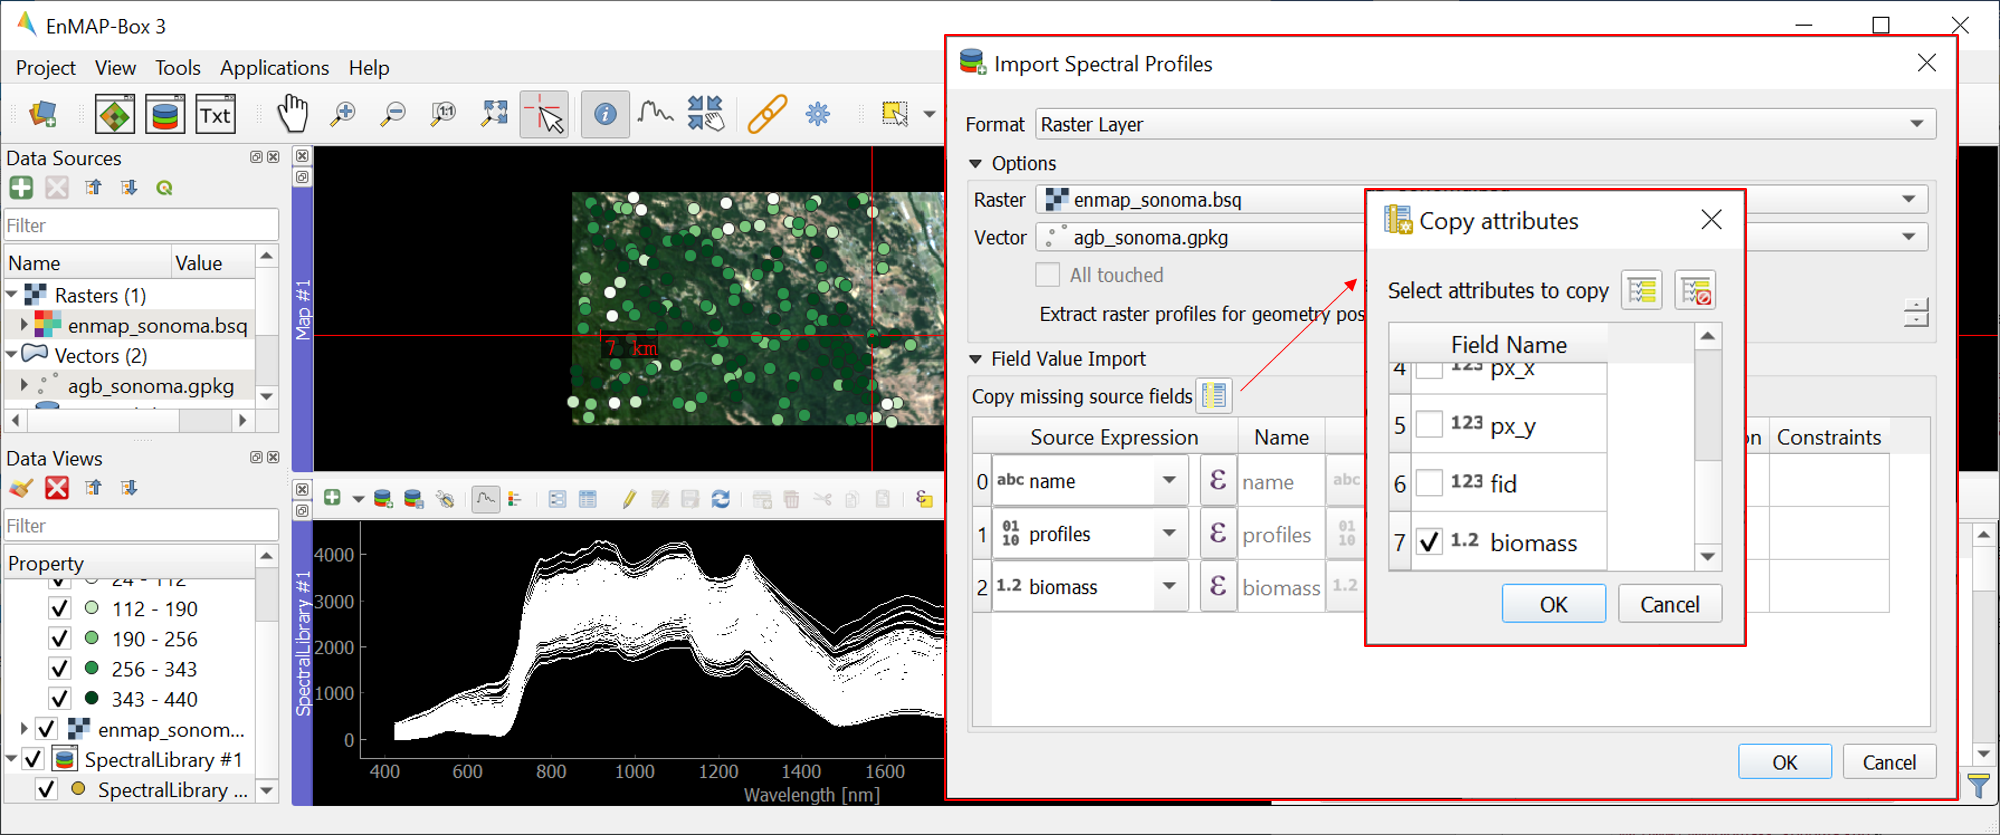 EnMAP-Box 3
Project View Tools Applications Help
1:1
Txt
Data Sources
Filter
Name Value
Rasters (1)
enmap_sonoma.bsq
Vectors (2)
agb_sonoma.gpkg
Data Views
Filter
Property
24 - 112
112 - 190
190 - 256
256 - 343
343 - 440
enmap_sonom...
SpectralLibrary #1
SpectralLibrary ...
Map #1
7 km
SpectralLibrary #1
4000
3000
2000
1000
0
400 600 800 1000 1200 1400 1600
Wavelength [nm]
Import Spectral Profiles
Format Raster Layer
Options
Raster enmap_sonoma.bsq
Vector agb_sonoma.gpkg
All touched
Extract raster profiles for geometry pos
Field Value Import
Copy missing source fields
Source Expression Name n Constraints
0 abc name ε name abc
1 01 10 profiles ε profiles 01 10
2 1.2 biomass ε biomass 1.2
OK Cancel
Copy attributes
Select attributes to copy
Field Name
4 123 px_x
5 123 px_y
6 123 fid
7 1.2 biomass
OK Cancel